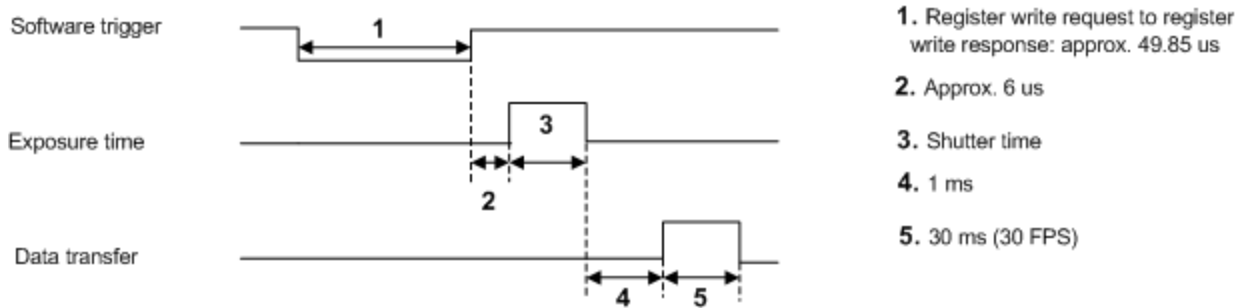 Software trigger
1
Exposure time
3
2
Data transfer
4
5
1. Register write request to register
write response: approx. 49.85 us
2. Approx. 6 us
3. Shutter time
4. 1 ms
5. 30 ms (30 FPS)